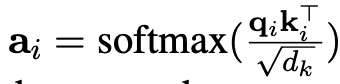 𝐚ᵢ = softmax(𝐪ᵢ𝐤ᵢ^⊤ / √dₖ)